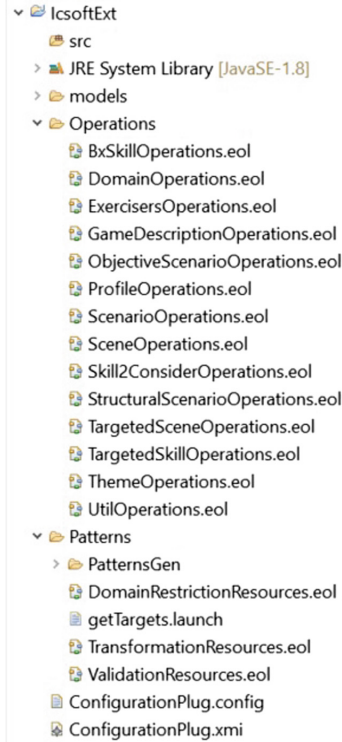 IcsoftExt
src
JRE System Library [JavaSE-1.8]
models
Operations
BxSkillOperations.eol
DomainOperations.eol
ExercisersOperations.eol
GameDescriptionOperations.eol
ObjectiveScenarioOperations.eol
ProfileOperations.eol
ScenarioOperations.eol
SceneOperations.eol
Skill2ConsiderOperations.eol
StructuralScenarioOperations.eol
TargetedSceneOperations.eol
TargetedSkillOperations.eol
ThemeOperations.eol
UtilOperations.eol
Patterns
PatternsGen
DomainRestrictionResources.eol
getTargets.launch
TransformationResources.eol
ValidationResources.eol
ConfigurationPlug.config
ConfigurationPlug.xmi